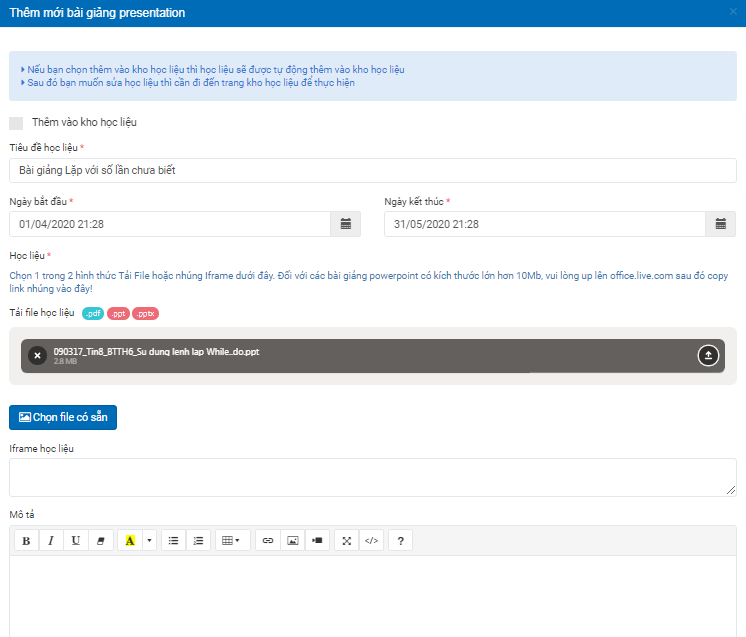 Thêm mới bài giảng presentation
Nếu bạn chọn thêm vào kho học liệu thì học liệu sẽ được tự động thêm vào kho học liệu
Sau đó bạn muốn sửa học liệu thì cần đi đến trang kho học liệu để thực hiện
Thêm vào kho học liệu
Tiêu đề học liệu *
Bài giảng Lặp với số lần chưa biết
Ngày bắt đầu *
Ngày kết thúc *
01/04/2020 21:28
31/05/2020 21:28
Học liệu *
Chọn 1 trong 2 hình thức Tải File hoặc nhúng Iframe dưới đây. Đối với các bài giảng powerpoint có kích thước lớn hơn 10Mb, vui lòng up lên office.live.com sau đó copy
link nhúng vào đây!
Tải file học liệu .pdf .ppt .pptx
090317_Tin8_BTTH6_Su dung lenh lap While..do.ppt
2.8 MB
Chọn file có sẵn
Iframe học liệu
Mô tả
B I U A </> ?